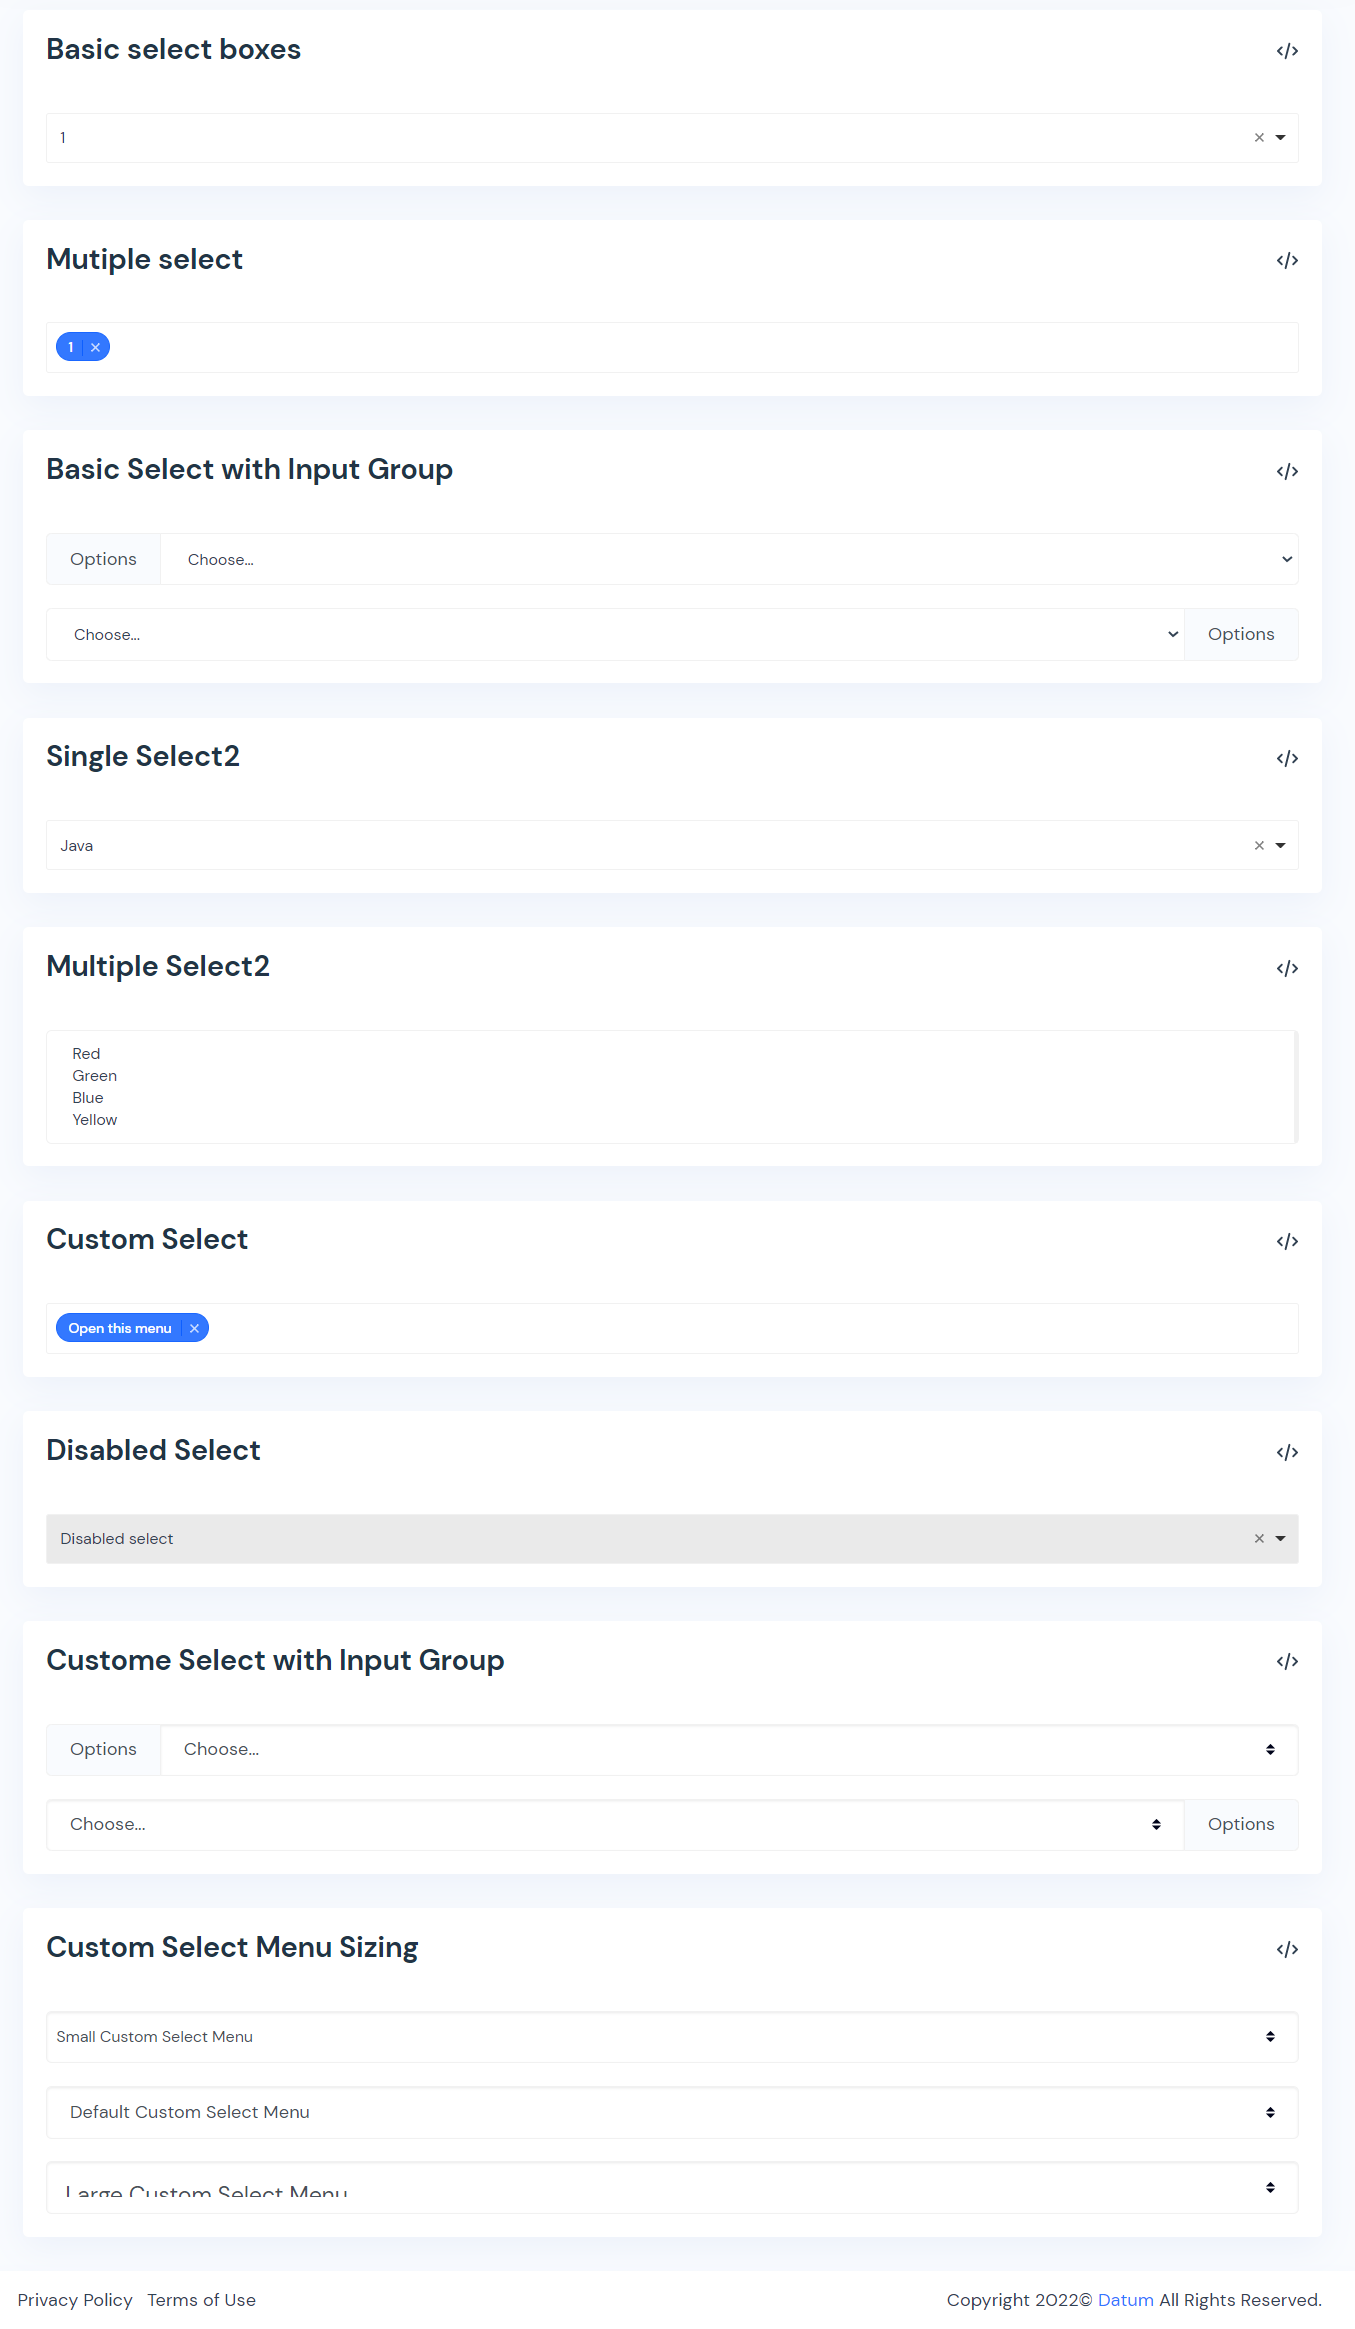 Basic select boxes
1
Mutiple select
1
Basic Select with Input Group
Options Choose...
Choose... Options
Single Select2
Java
Multiple Select2
Red
Green
Blue
Yellow
Custom Select
Open this menu
Disabled Select
Disabled select
Custome Select with Input Group
Options Choose...
Choose... Options
Custom Select Menu Sizing
Small Custom Select Menu
Default Custom Select Menu
Large Custom Select Menu
Privacy Policy Terms of Use Copyright 2022© Datum All Rights Reserved.